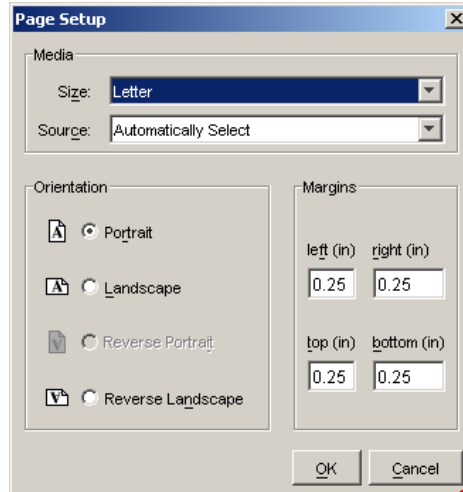 Page Setup
Media
Size: Letter
Source: Automatically Select
Orientation
Portrait
Landscape
Reverse Portrait
Reverse Landscape
Margins
left (in) right (in)
0.25 0.25
top (in) bottom (in)
0.25 0.25
OK Cancel